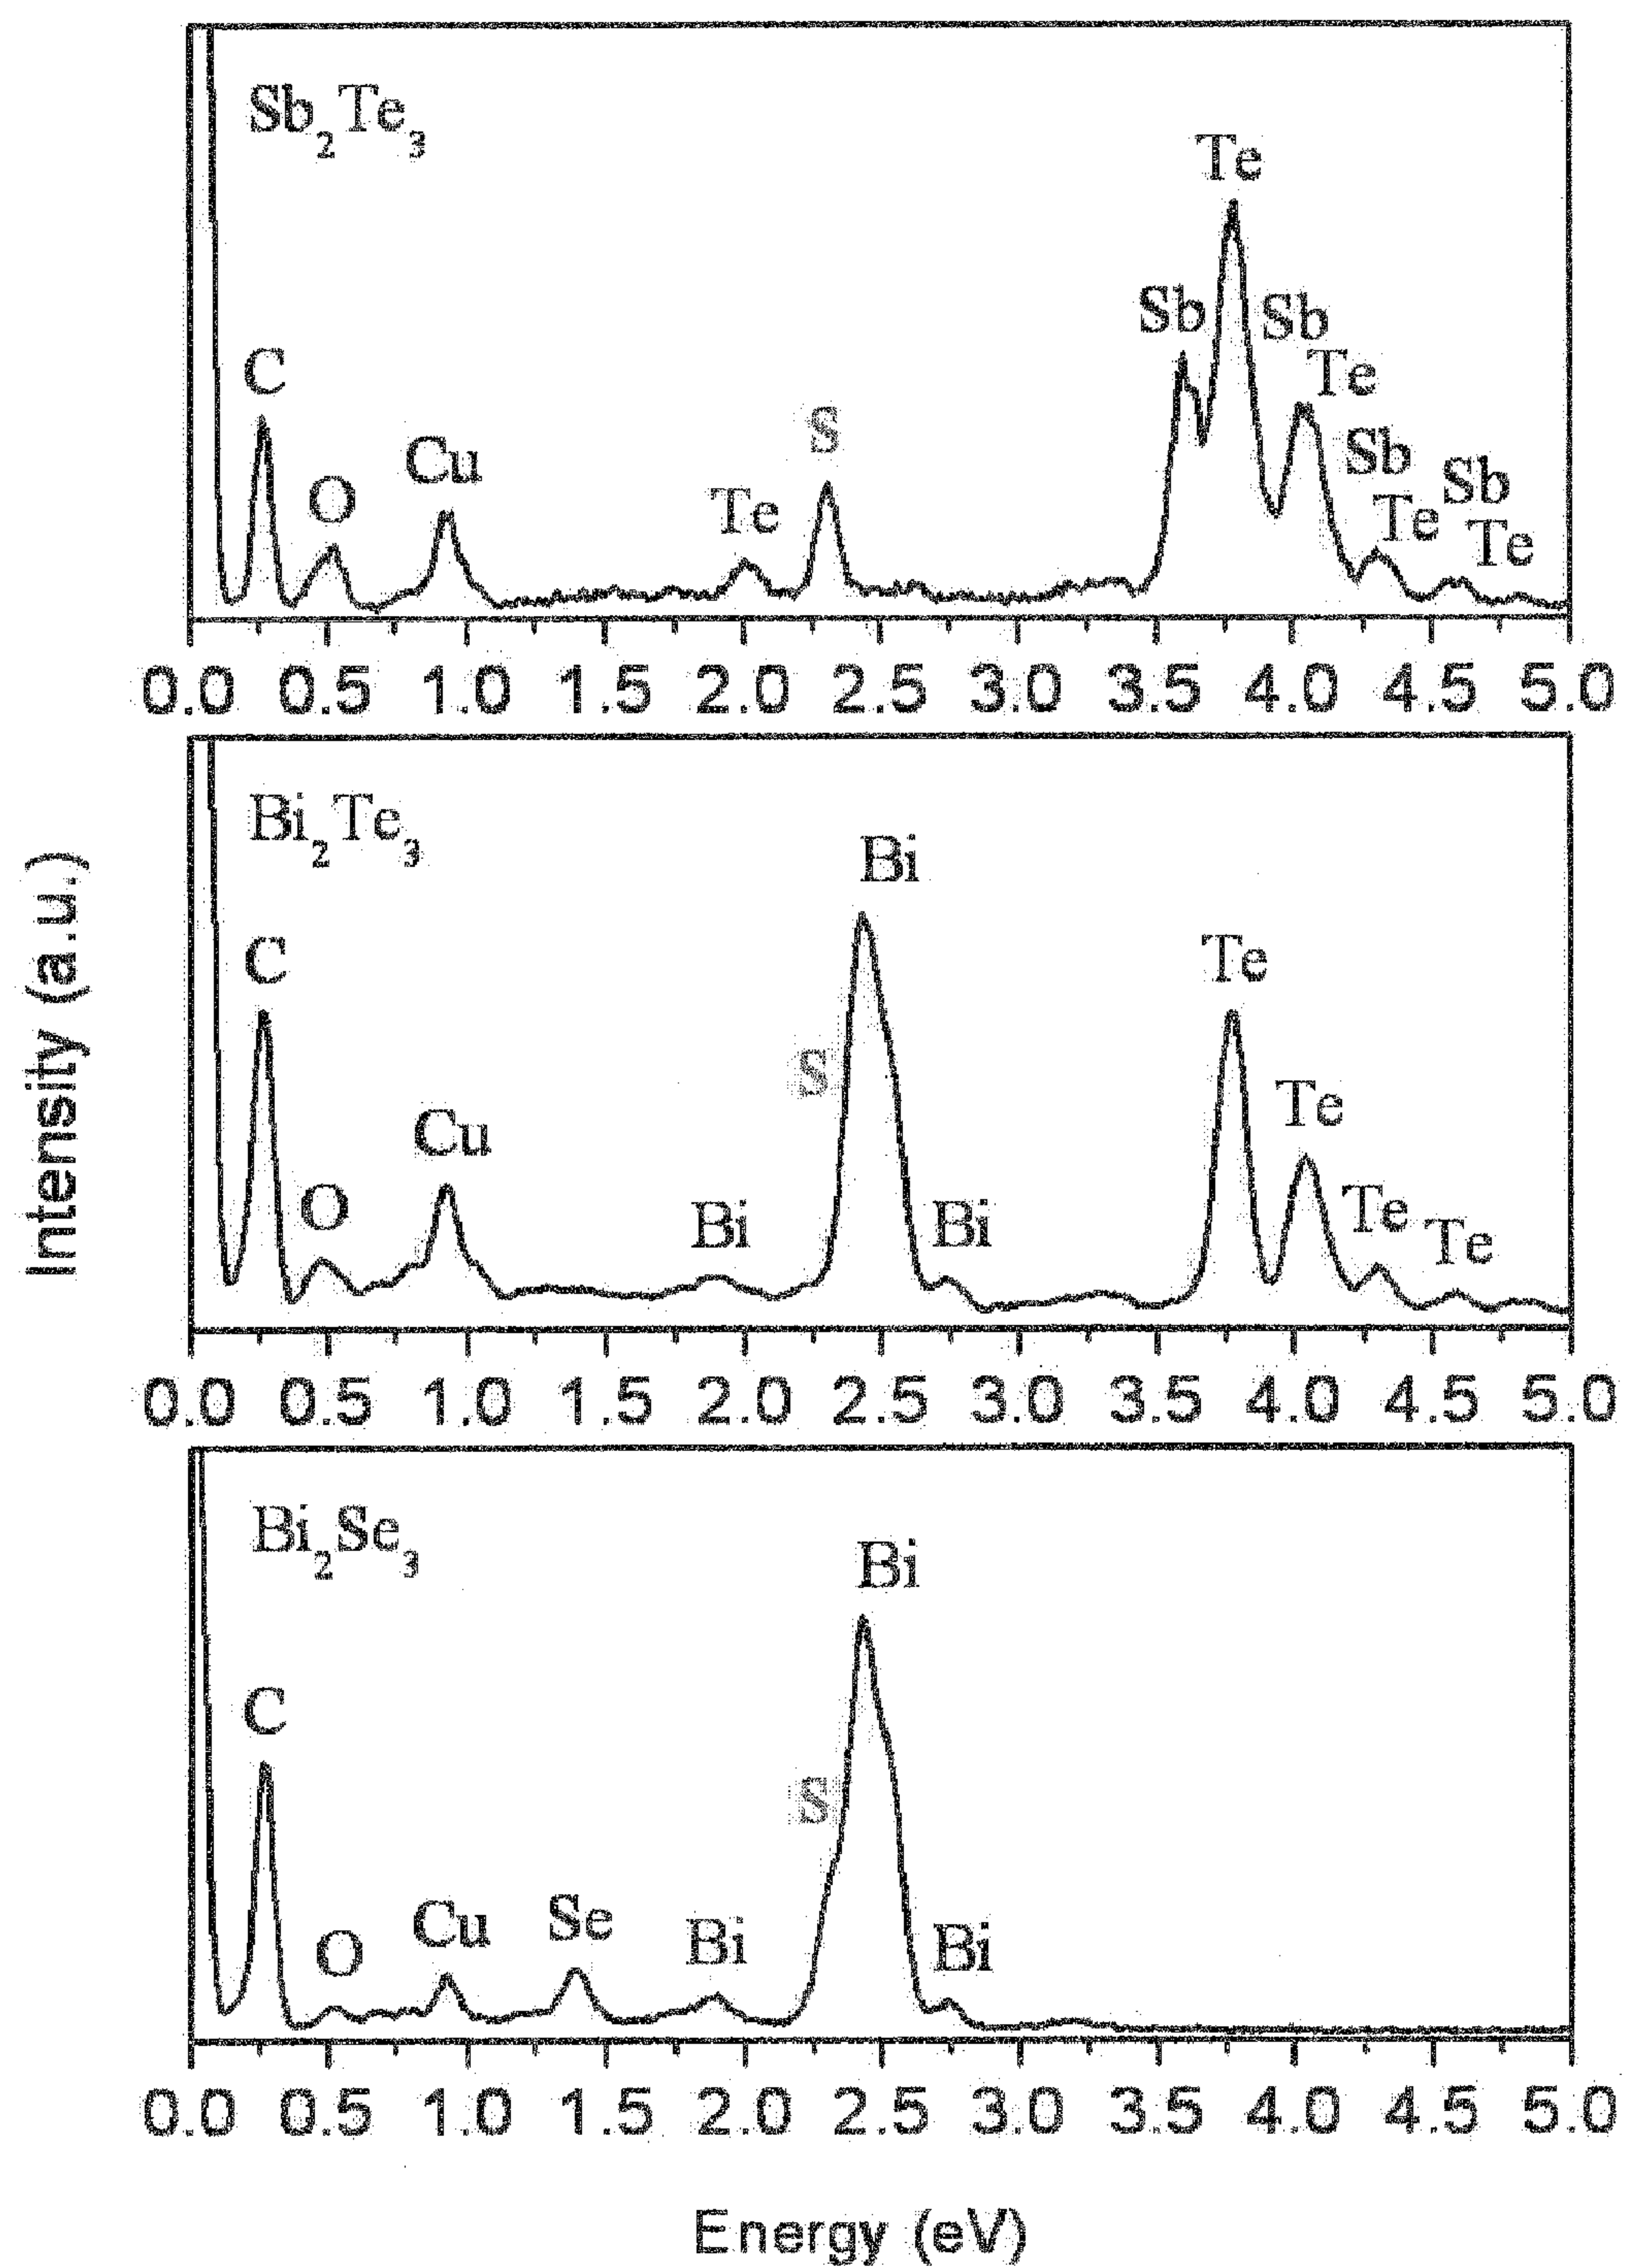 Sb₂Te₃
Te
Sb
Sb
Te
C
S
Cu
Sb
Sb
O
Te
Te
Te
0.0 0.5 1.0 1.5 2.0 2.5 3.0 3.5 4.0 4.5 5.0
Bi₂Te₃
Bi
C
Te
S
Te
Cu
O
Bi
Bi
Te
Te
0.0 0.5 1.0 1.5 2.0 2.5 3.0 3.5 4.0 4.5 5.0
Intensity (a.u.)
Bi₂Se₃
Bi
C
S
O
Cu
Se
Bi
Bi
0.0 0.5 1.0 1.5 2.0 2.5 3.0 3.5 4.0 4.5 5.0
Energy (eV)